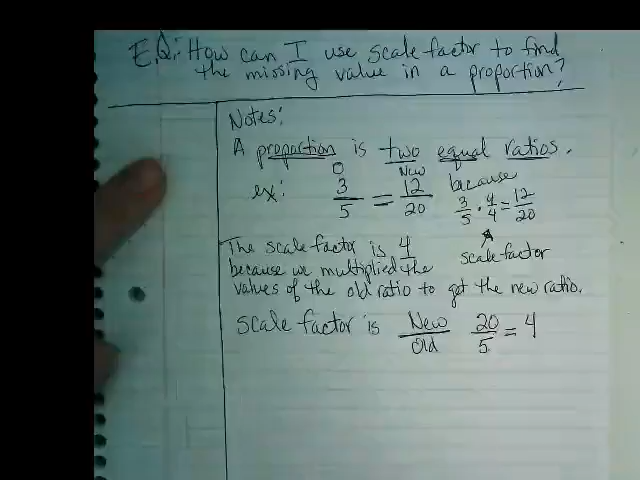 E.Q.: How can I use scale factor to find
the missing value in a proportion?
Notes:
A proportion is two equal ratios.
O New
ex: 3/5 = 12/20 because
3/5 · 4/4 = 12/20
The scale factor is 4 scale factor
because we multiplied the
values of the old ratio to get the new ratio.
scale factor is New/Old 20/5 = 4